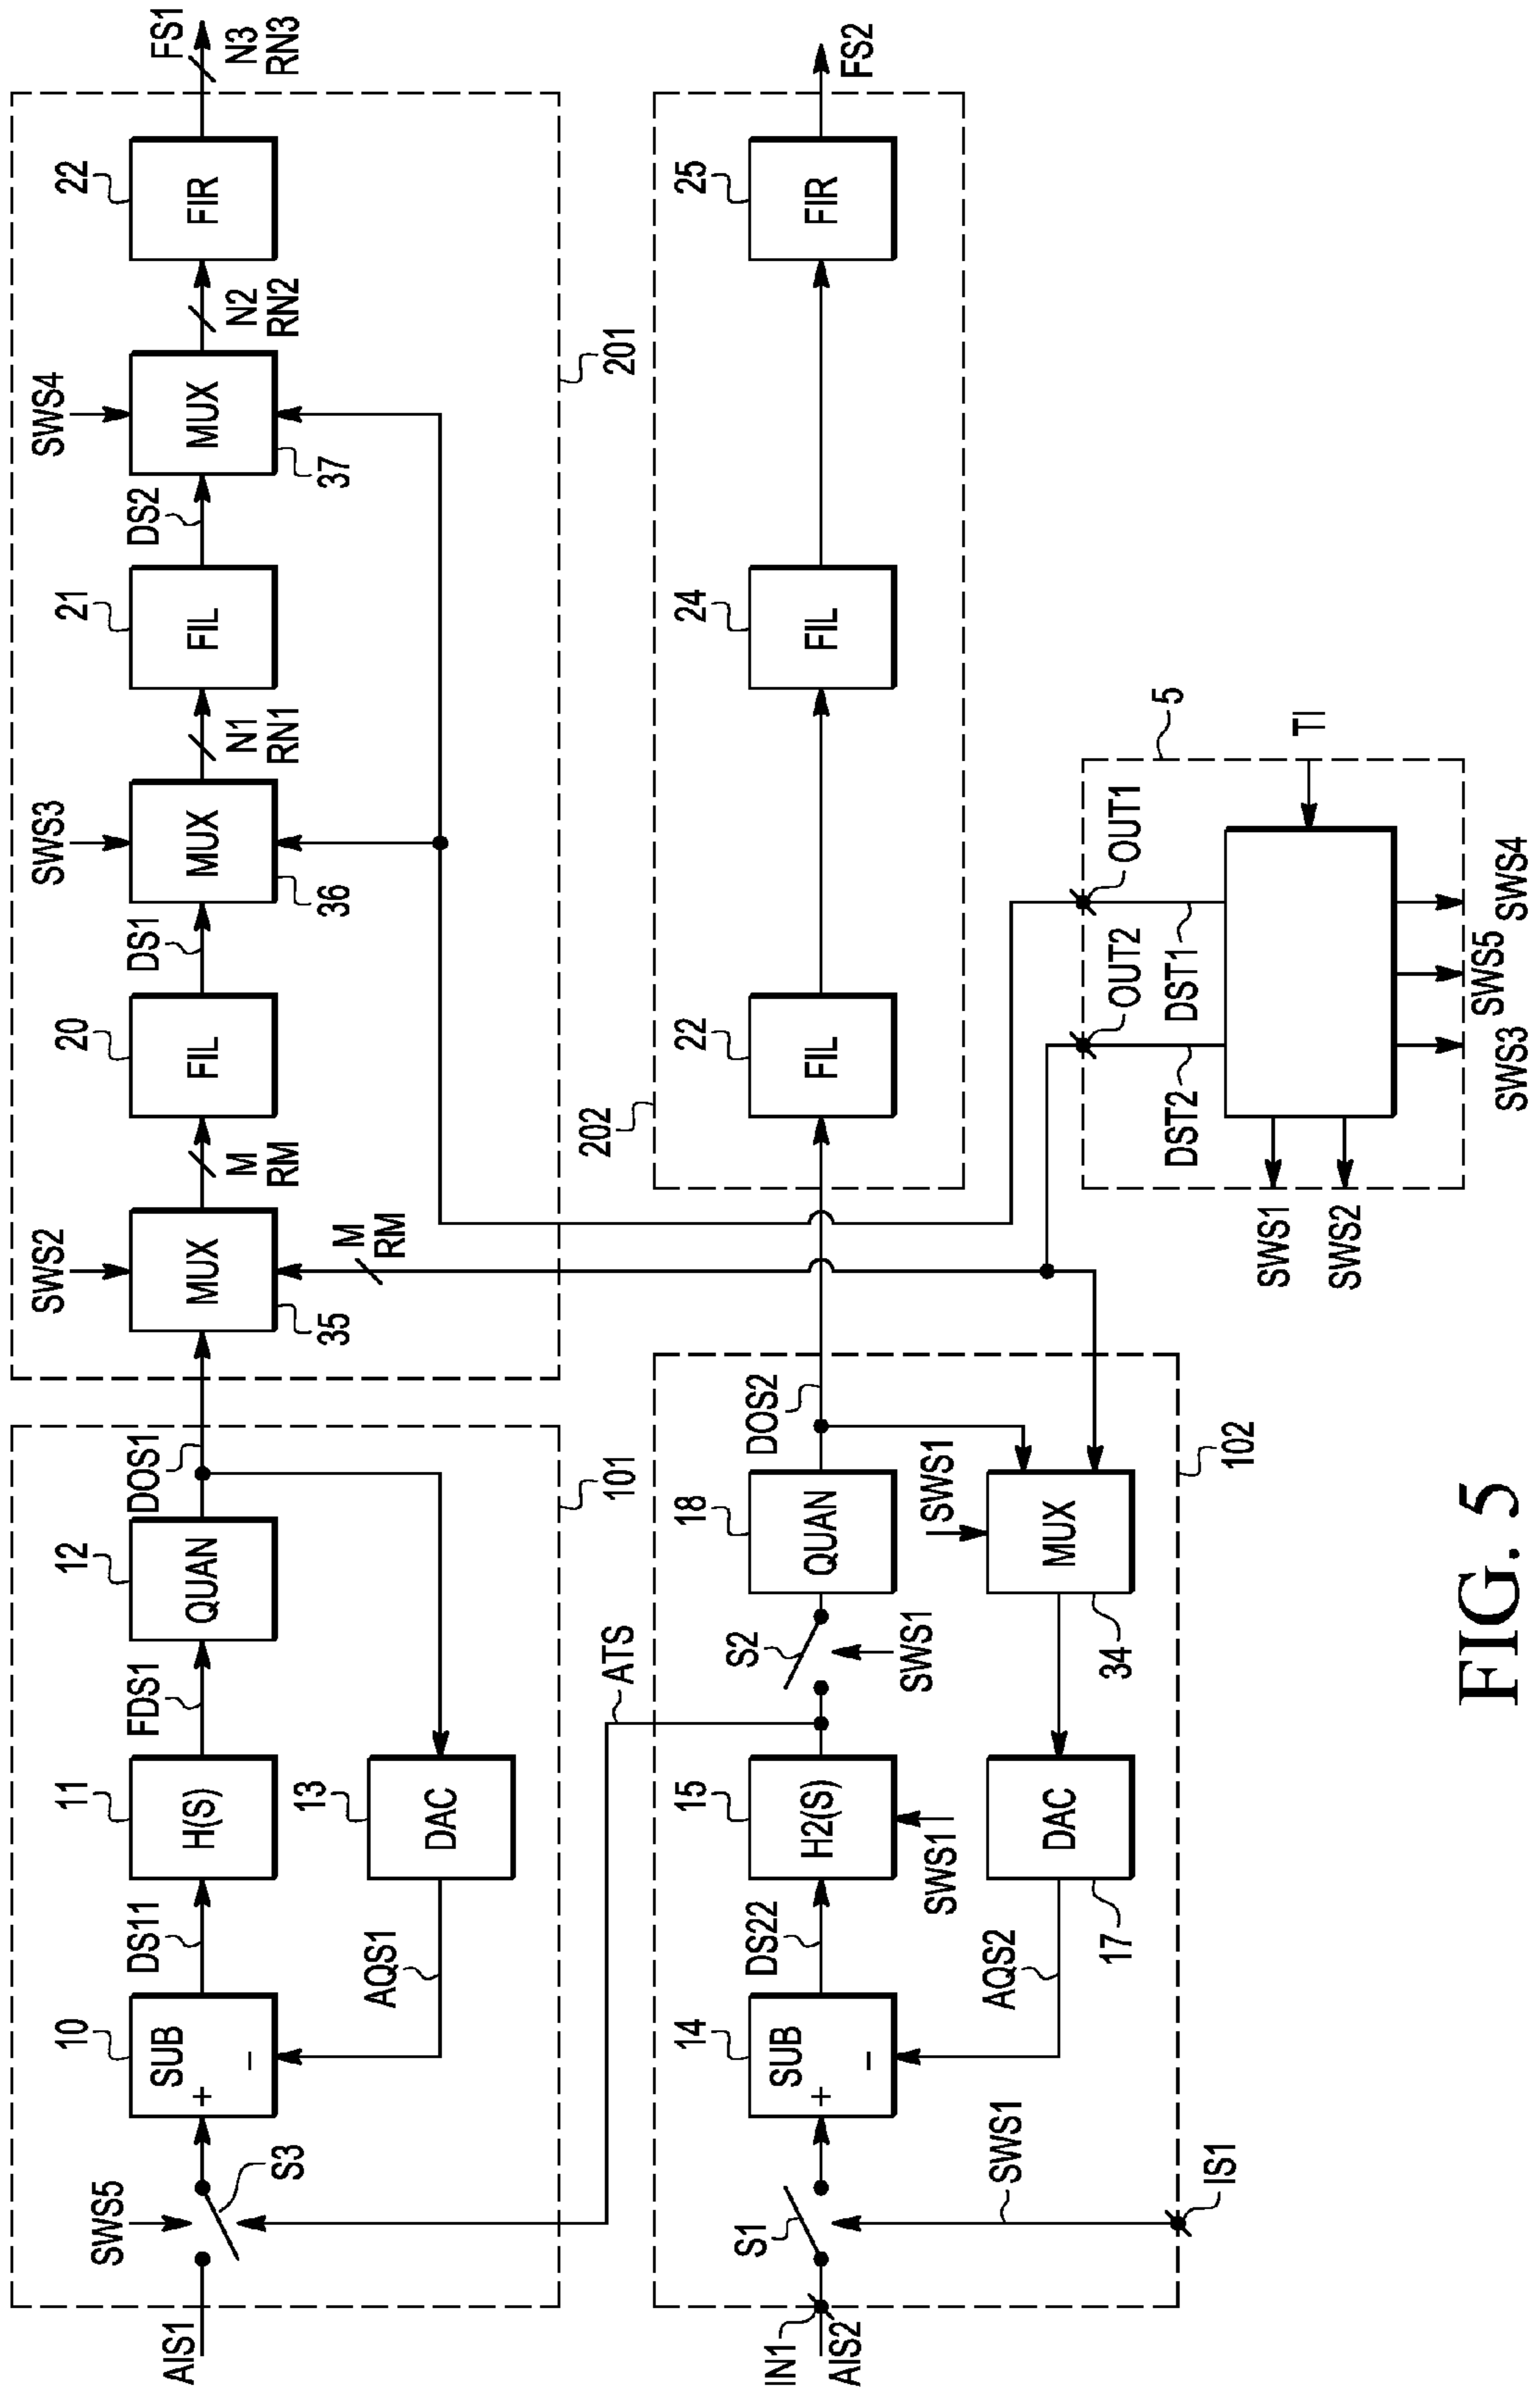 FIG. 5
AIS1
SWS5
S3
10
SUB
+
−
DS11
11
H(S)
FDS1
12
QUAN
DOS1
13
DAC
AQS1
101
SWS2
MUX
35
M
RM
M
RM
20
FIL
DS1
SWS3
MUX
36
N1
RN1
21
FIL
DS2
SWS4
MUX
37
N2
RN2
22
FIR
FS1
N3
RN3
201
ATS
IN1
AIS2
S1
SWS1
IS1
14
SUB
+
−
DS22
15
H2(S)
SWS1
S2
SWS1
18
QUAN
DOS2
SWS1
MUX
34
DAC
17
AQS2
102
202
22
FIL
24
FIL
25
FIR
FS2
5
TI
OUT1
OUT2
DST1
DST2
SWS1
SWS2
SWS3
SWS5
SWS4